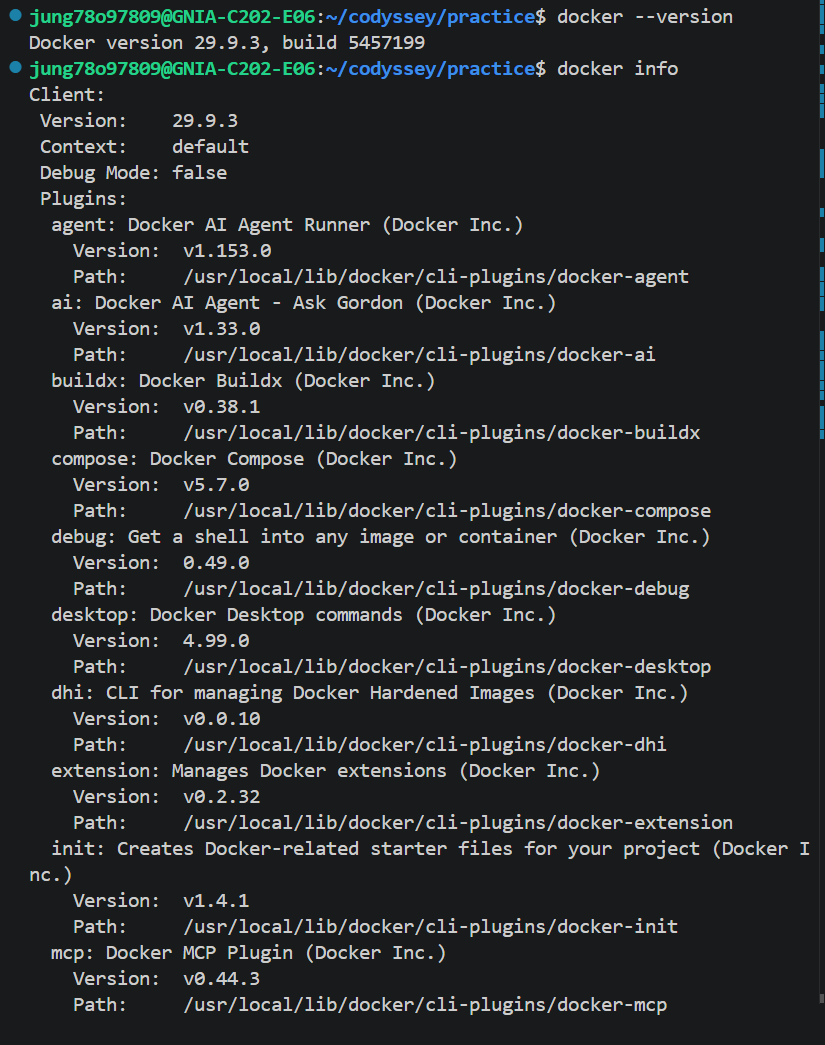 jung78o97809@GNIA-C202-E06:~/codyssey/practice$ docker --version
Docker version 29.9.3, build 5457199
jung78o97809@GNIA-C202-E06:~/codyssey/practice$ docker info
Client:
 Version:    29.9.3
 Context:    default
 Debug Mode: false
 Plugins:
  agent: Docker AI Agent Runner (Docker Inc.)
    Version:  v1.153.0
    Path:     /usr/local/lib/docker/cli-plugins/docker-agent
  ai: Docker AI Agent - Ask Gordon (Docker Inc.)
    Version:  v1.33.0
    Path:     /usr/local/lib/docker/cli-plugins/docker-ai
  buildx: Docker Buildx (Docker Inc.)
    Version:  v0.38.1
    Path:     /usr/local/lib/docker/cli-plugins/docker-buildx
  compose: Docker Compose (Docker Inc.)
    Version:  v5.7.0
    Path:     /usr/local/lib/docker/cli-plugins/docker-compose
  debug: Get a shell into any image or container (Docker Inc.)
    Version:  0.49.0
    Path:     /usr/local/lib/docker/cli-plugins/docker-debug
  desktop: Docker Desktop commands (Docker Inc.)
    Version:  4.99.0
    Path:     /usr/local/lib/docker/cli-plugins/docker-desktop
  dhi: CLI for managing Docker Hardened Images (Docker Inc.)
    Version:  v0.0.10
    Path:     /usr/local/lib/docker/cli-plugins/docker-dhi
  extension: Manages Docker extensions (Docker Inc.)
    Version:  v0.2.32
    Path:     /usr/local/lib/docker/cli-plugins/docker-extension
  init: Creates Docker-related starter files for your project (Docker I
nc.)
    Version:  v1.4.1
    Path:     /usr/local/lib/docker/cli-plugins/docker-init
  mcp: Docker MCP Plugin (Docker Inc.)
    Version:  v0.44.3
    Path:     /usr/local/lib/docker/cli-plugins/docker-mcp